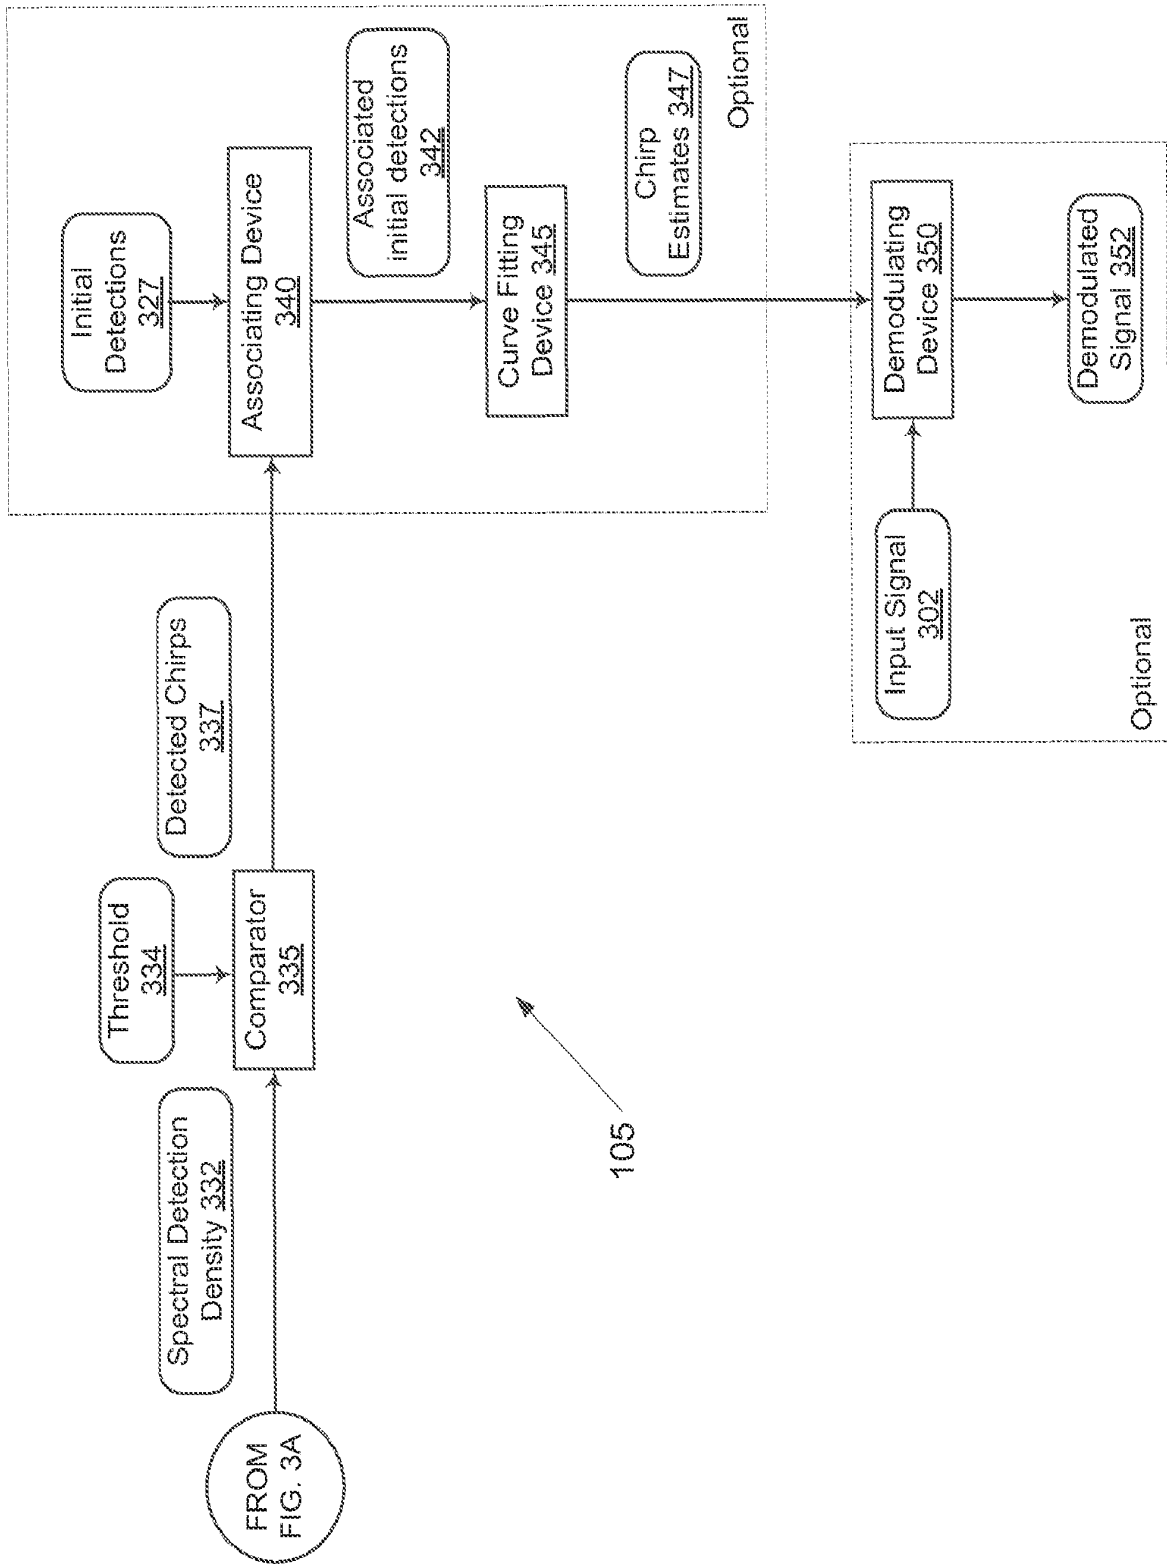 FROM
FIG. 3A
Spectral Detection
Density 332
Threshold
334
Comparator
335
Detected Chirps
337
Initial
Detections
327
Associating Device
340
Associated
initial detections
342
Curve Fitting
Device 345
Chirp
Estimates 347
Optional
Input Signal
302
Demodulating
Device 350
Demodulated
Signal 352
Optional
105